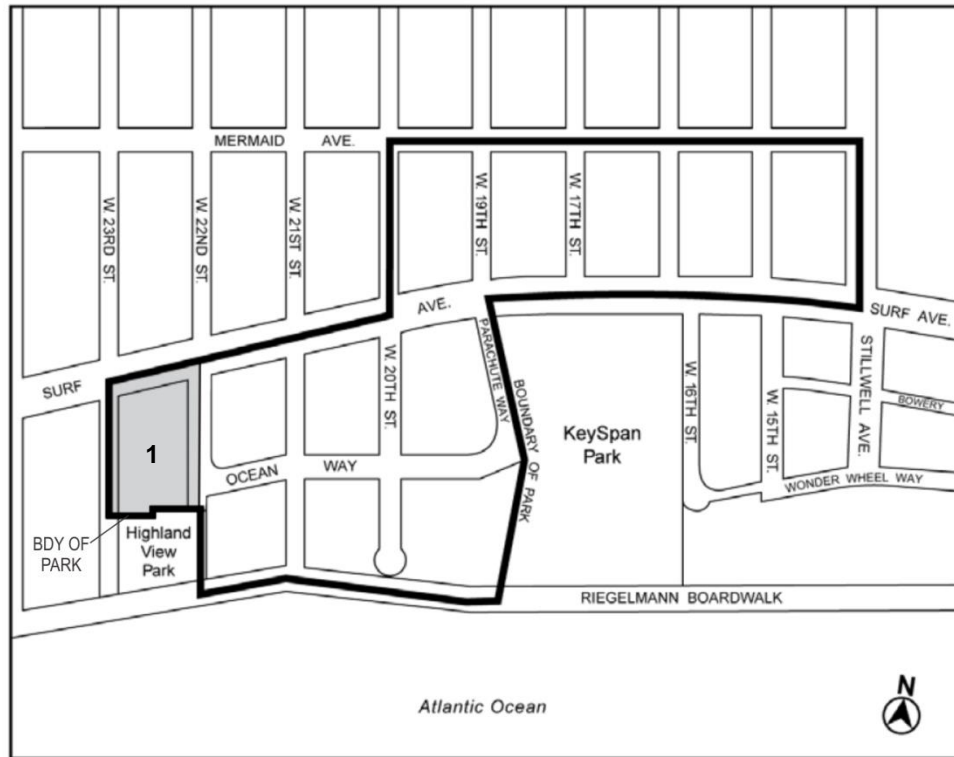 MERMAID AVE.
W. 23RD ST.
W. 22ND ST.
W. 21ST ST.
W. 19TH ST.
W. 17TH ST.
AVE.
SURF AVE.
SURF
W. 20TH ST.
PARACHUTE WAY
BOUNDARY OF PARK
KeySpan
Park
W. 16TH ST.
W. 15TH ST.
STILLWELL AVE.
BOWERY
1
OCEAN WAY
WONDER WHEEL WAY
BDY OF
PARK
Highland
View
Park
RIEGELMANN BOARDWALK
Atlantic Ocean
N